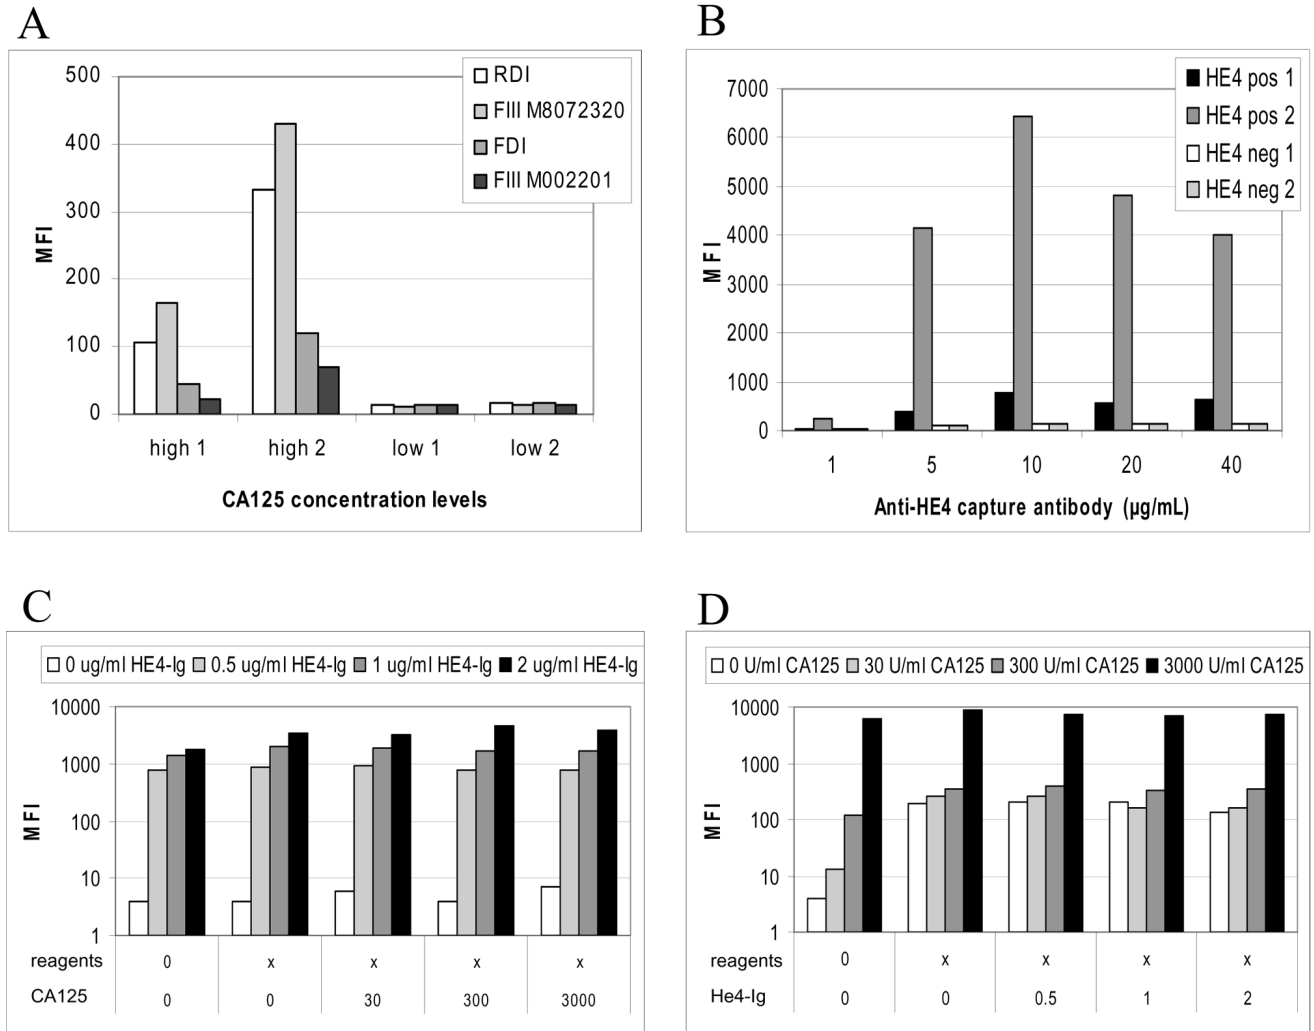 A
500
400
300
200
100
0
MFI
RDI
FIII M8072320
FDI
FIII M002201
high 1 high 2 low 1 low 2
CA125 concentration levels
B
7000
6000
5000
4000
3000
2000
1000
0
MFI
HE4 pos 1
HE4 pos 2
HE4 neg 1
HE4 neg 2
1 5 10 20 40
Anti-HE4 capture antibody (µg/mL)
C
0 ug/ml HE4-Ig 0.5 ug/ml HE4-Ig 1 ug/ml HE4-Ig 2 ug/ml HE4-Ig
10000
1000
100
10
1
MFI
reagents 0 x x x x
CA125 0 0 30 300 3000
D
0 U/ml CA125 30 U/ml CA125 300 U/ml CA125 3000 U/ml CA125
10000
1000
100
10
1
MFI
reagents 0 x x x x
He4-Ig 0 0 0.5 1 2